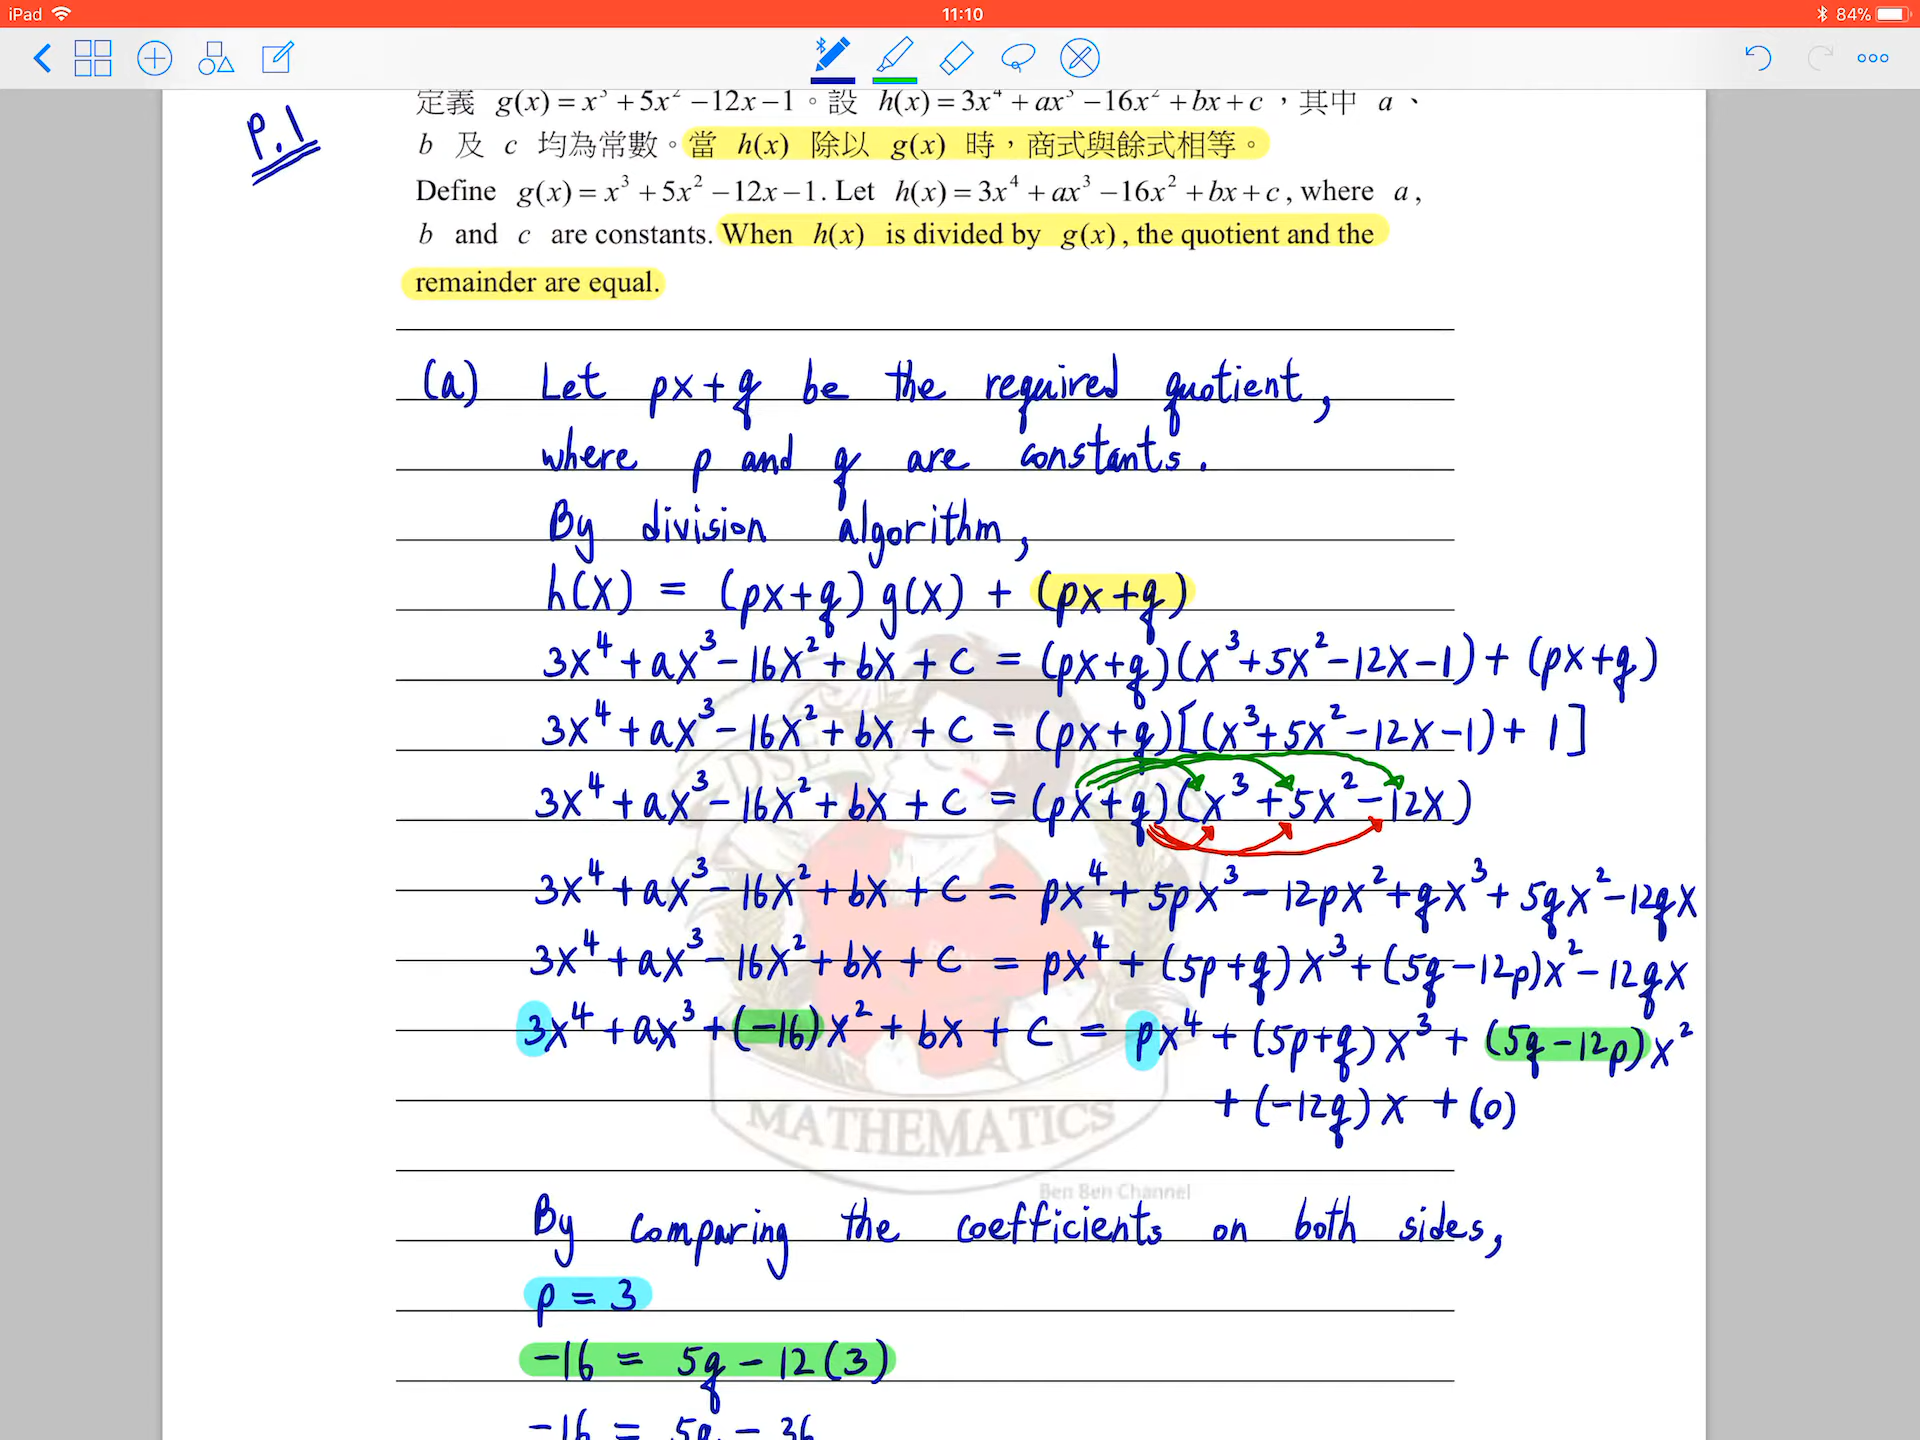 iPad 11:10 84%
P.1
定義 g(x) = x³ + 5x² − 12x − 1。設 h(x) = 3x⁴ + ax³ − 16x² + bx + c，其中 a、
b 及 c 均為常數。當 h(x) 除以 g(x) 時，商式與餘式相等。
Define g(x) = x³ + 5x² − 12x − 1. Let h(x) = 3x⁴ + ax³ − 16x² + bx + c, where a,
b and c are constants. When h(x) is divided by g(x), the quotient and the
remainder are equal.
(a) Let px+q be the required quotient,
where p and q are constants.
By division algorithm,
h(x) = (px+q) g(x) + (px+q)
3x⁴ + ax³ − 16x² + bx + c = (px+q)(x³ + 5x² − 12x − 1) + (px+q)
3x⁴ + ax³ − 16x² + bx + c = (px+q)[(x³ + 5x² − 12x − 1) + 1]
3x⁴ + ax³ − 16x² + bx + c = (px+q)(x³ + 5x² − 12x)
3x⁴ + ax³ − 16x² + bx + c = px⁴ + 5px³ − 12px² + qx³ + 5qx² − 12qx
3x⁴ + ax³ − 16x² + bx + c = px⁴ + (5p+q)x³ + (5q−12p)x² − 12qx
3x⁴ + ax³ + (−16)x² + bx + c = px⁴ + (5p+q)x³ + (5q−12p)x²
+ (−12q)x + (0)
MATHEMATICS
Ben Ben Channel
By comparing the coefficients on both sides,
p = 3
−16 = 5q − 12(3)
−16 = 5q − 36